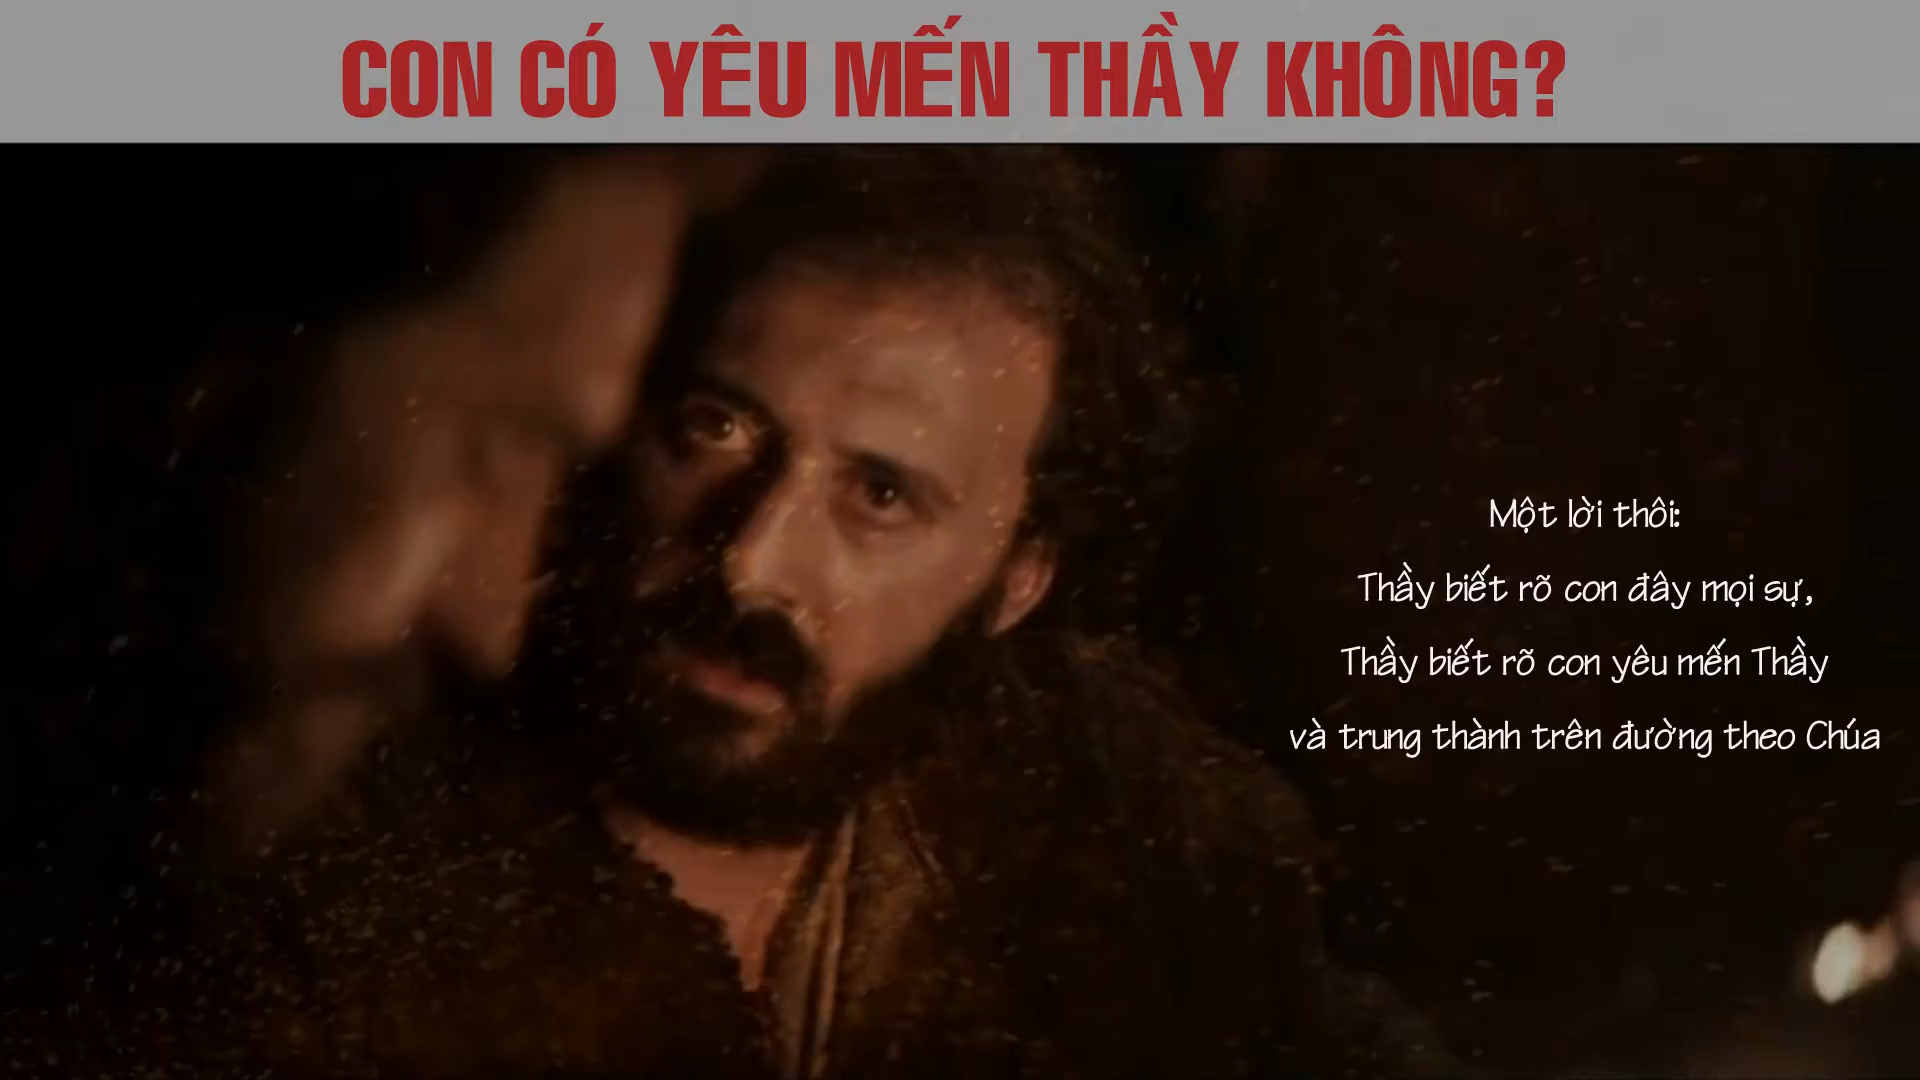 CON CÓ YÊU MẾN THẦY KHÔNG?
Một lời thôi:
Thầy biết rõ con đây mọi sự,
Thầy biết rõ con yêu mến Thầy
và trung thành trên đường theo Chúa